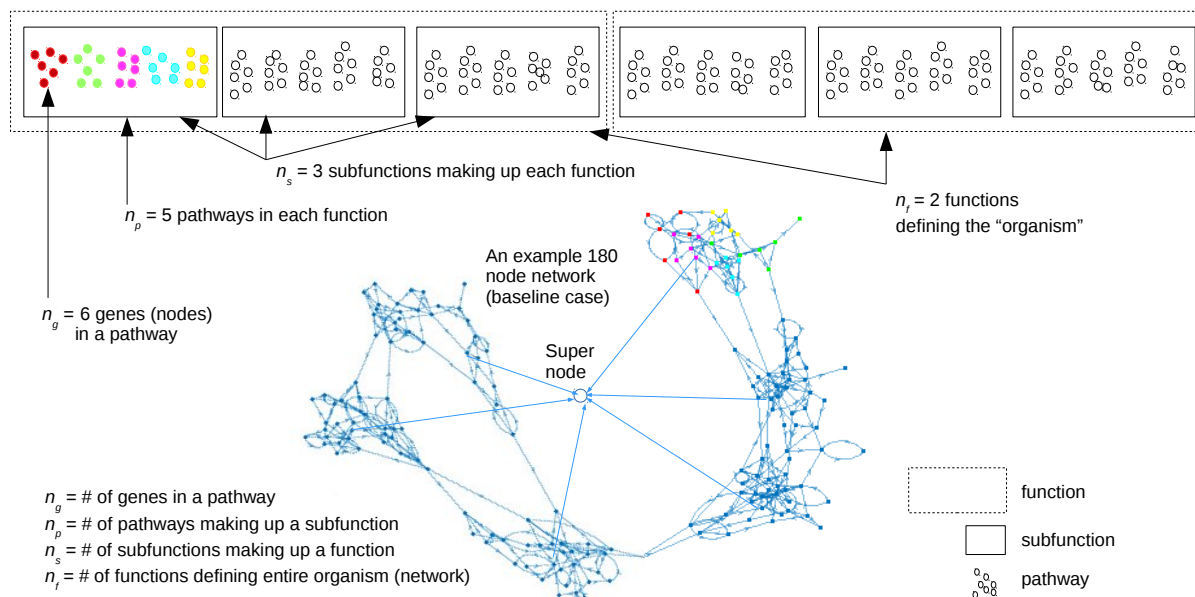 n_s = 3 subfunctions making up each function
n_p = 5 pathways in each function
n_f = 2 functions
defining the “organism”
An example 180
node network
(baseline case)
n_g = 6 genes (nodes)
in a pathway
Super
node
n_g = # of genes in a pathway
n_p = # of pathways making up a subfunction
n_s = # of subfunctions making up a function
n_f = # of functions defining entire organism (network)
function
subfunction
pathway